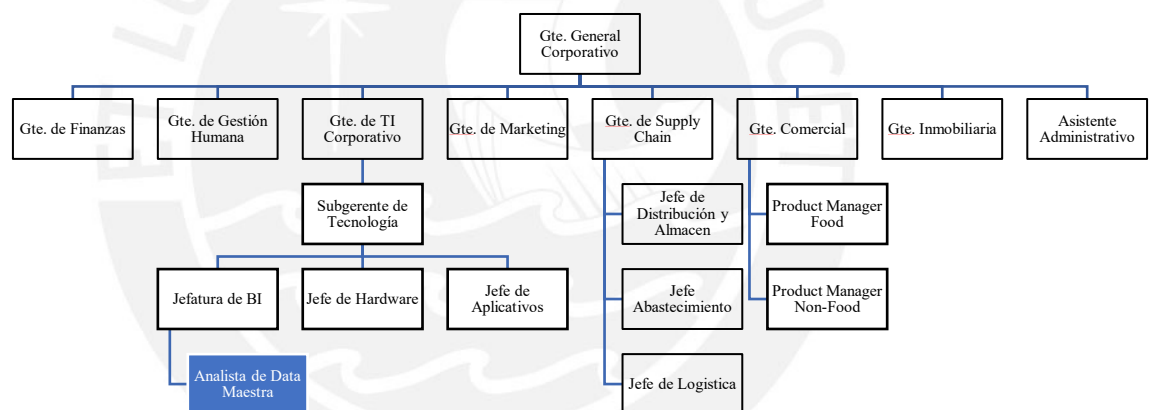 Gte. General
Corporativo
Gte. de Finanzas
Gte. de Gestión
Humana
Gte. de TI
Corporativo
Gte. de Marketing
Gte. de Supply
Chain
Gte. Comercial
Gte. Inmobiliaria
Asistente
Administrativo
Subgerente de
Tecnología
Jefe de
Distribución y
Almacen
Product Manager
Food
Jefatura de BI
Jefe de Hardware
Jefe de
Aplicativos
Jefe
Abastecimiento
Product Manager
Non-Food
Analista de Data
Maestra
Jefe de Logistica